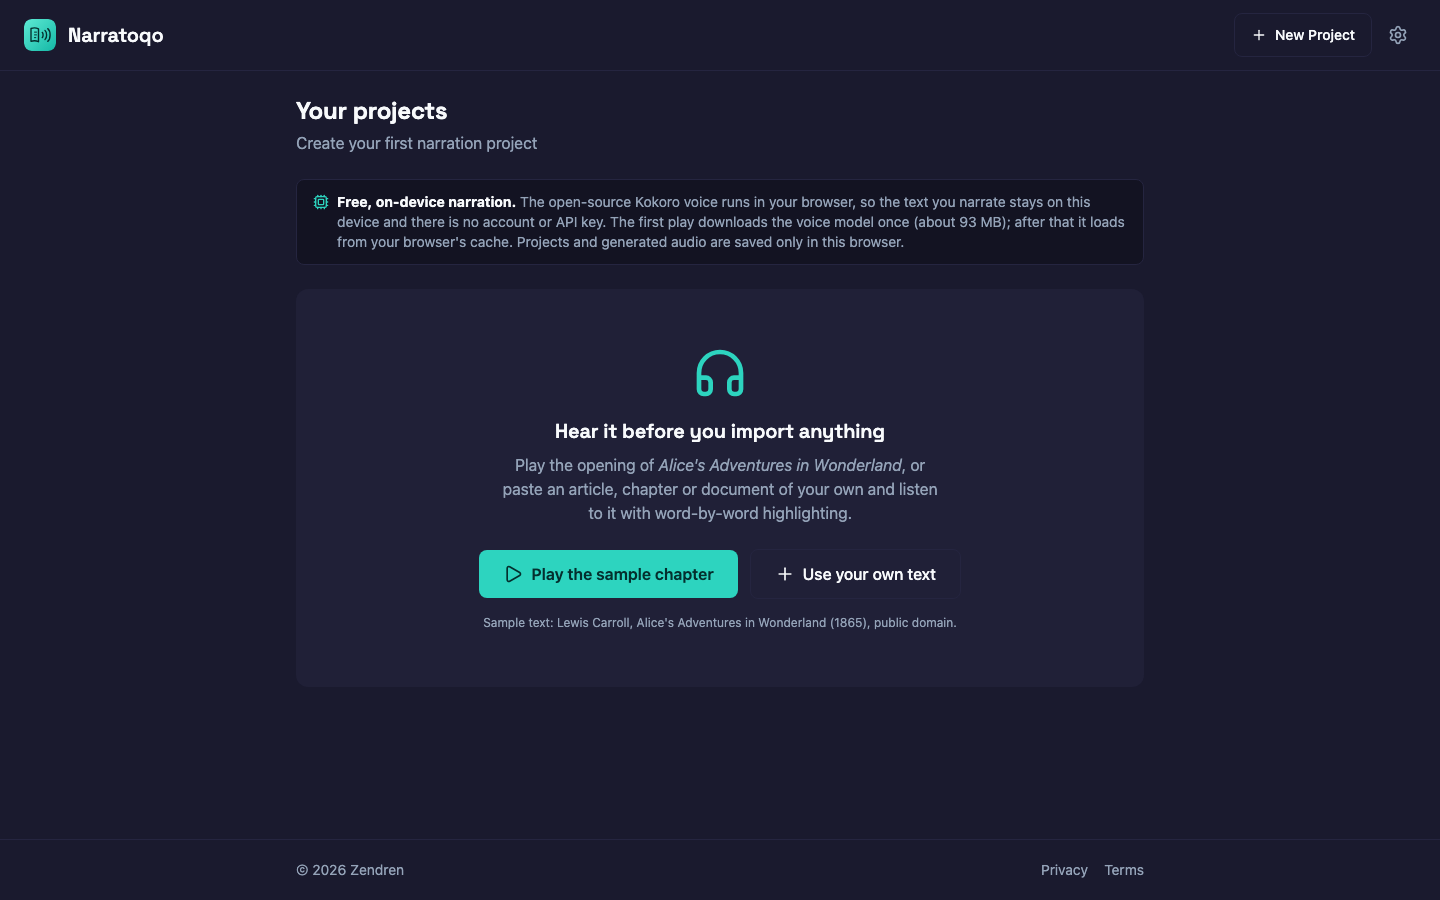 Narratoqo
New Project
Your projects
Create your first narration project
Free, on-device narration. The open-source Kokoro voice runs in your browser, so the text you narrate stays on this
device and there is no account or API key. The first play downloads the voice model once (about 93 MB); after that it loads
from your browser's cache. Projects and generated audio are saved only in this browser.
Hear it before you import anything
Play the opening of Alice's Adventures in Wonderland, or
paste an article, chapter or document of your own and listen
to it with word-by-word highlighting.
Play the sample chapter
Use your own text
Sample text: Lewis Carroll, Alice's Adventures in Wonderland (1865), public domain.
© 2026 Zendren
Privacy
Terms